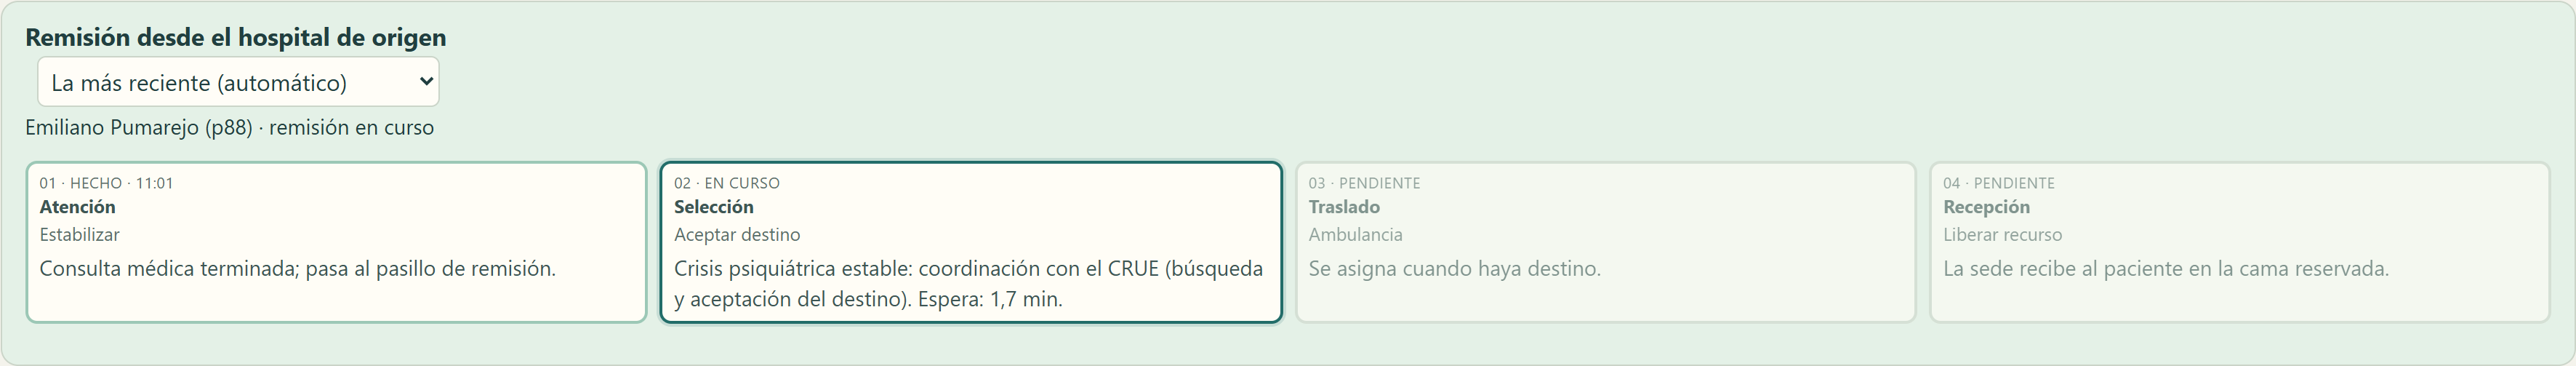 Remisión desde el hospital de origen
La más reciente (automático)
Emiliano Pumarejo (p88) · remisión en curso
01 · HECHO · 11:01
Atención
Estabilizar
Consulta médica terminada; pasa al pasillo de remisión.
02 · EN CURSO
Selección
Aceptar destino
Crisis psiquiátrica estable: coordinación con el CRUE (búsqueda
y aceptación del destino). Espera: 1,7 min.
03 · PENDIENTE
Traslado
Ambulancia
Se asigna cuando haya destino.
04 · PENDIENTE
Recepción
Liberar recurso
La sede recibe al paciente en la cama reservada.